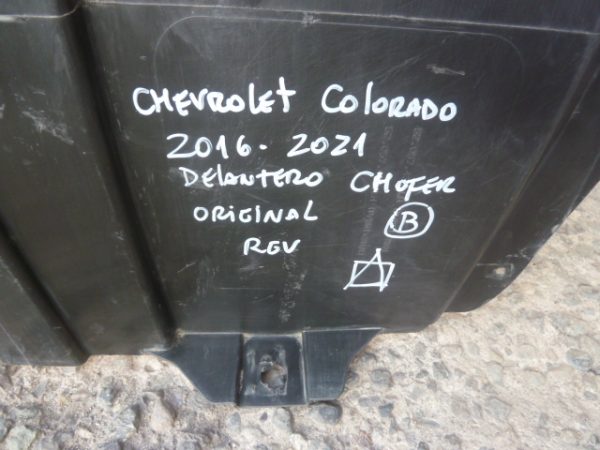 CHEVROLET COLORADO
2016-2021
DELANTERO CHOFER
ORIGINAL B
REV
A